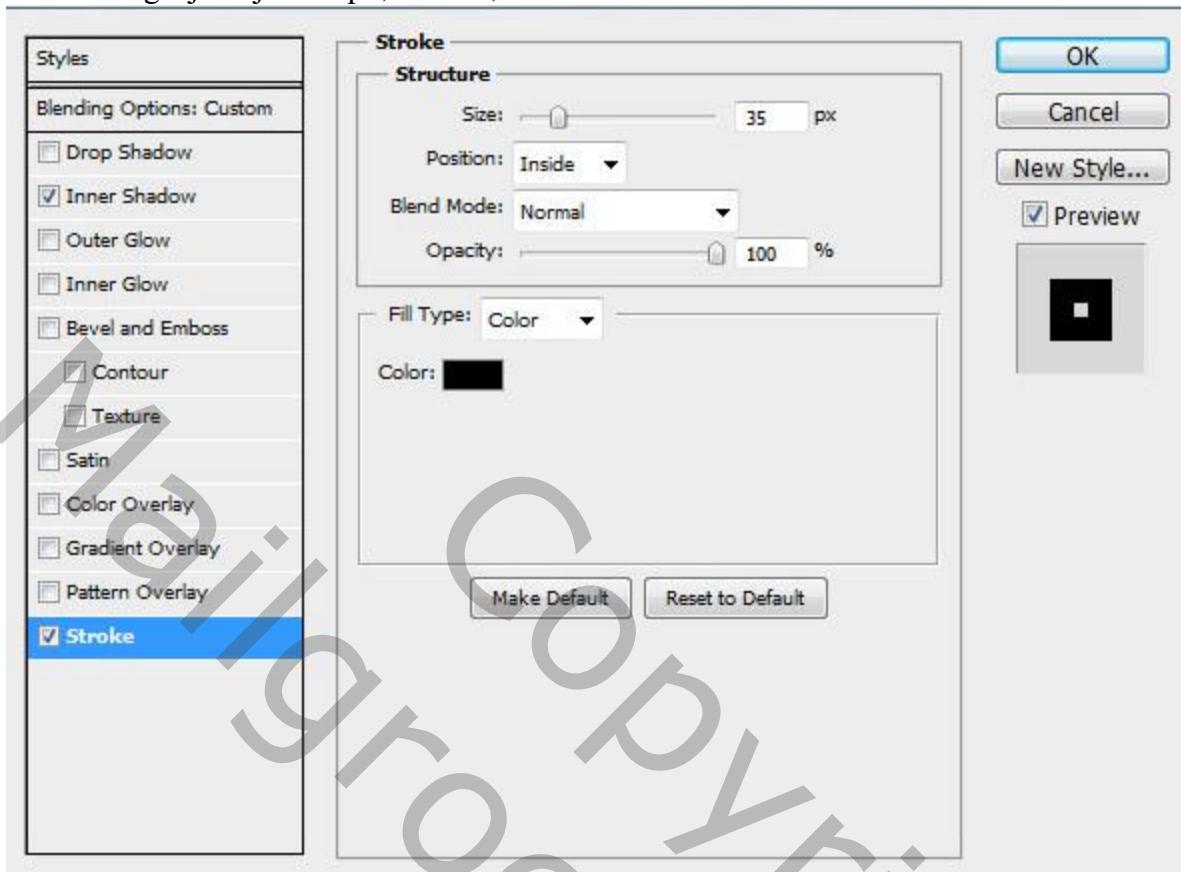 Styles
Blending Options: Custom
Drop Shadow
Inner Shadow
Outer Glow
Inner Glow
Bevel and Emboss
Contour
Texture
Satin
Color Overlay
Gradient Overlay
Pattern Overlay
Stroke
Stroke
Structure
Size: 35 px
Position: Inside
Blend Mode: Normal
Opacity: 100 %
Fill Type: Color
Color:
Make Default Reset to Default
OK
Cancel
New Style...
Preview